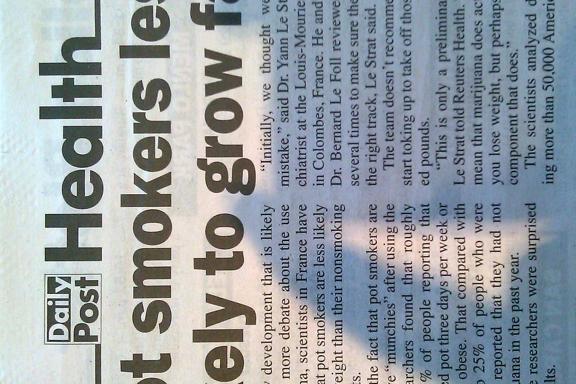 Daily
Post
Health
ot smokers les
ely to grow fa
y development that is likely
more debate about the use
na, scientists in France have
at pot smokers are less likely
eight than their nonsmoking
s.
the fact that pot smokers are
e “munchies” after using the
archers found that roughly
% of people reporting that
ed pot three days per week or
obese. That compared with
25% of people who were
reported that they had not
ana in the past year.
e researchers were surprised
lts.
“Initially, we thought we
mistake,” said Dr. Yann Le St
chiatrist at the Louis-Mourie
in Colombes, France. He and
Dr. Bernard Le Foll reviewe
several times to make sure the
the right track, Le Strat said.
The team doesn’t recomme
start toking up to take off thos
ed pounds.
“This is only a prelimina
Le Strat told Reuters Health.
mean that marijuana does act
you lose weight, but perhaps
component that does.”
The scientists analyzed d
ing more than 50,000 Americ